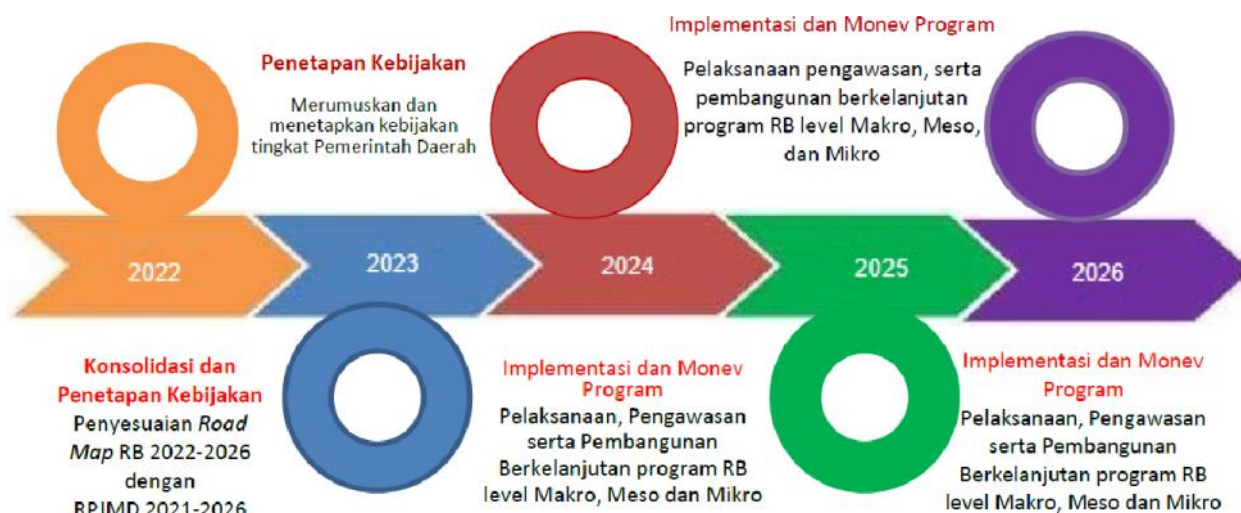 Penetapan Kebijakan
Merumuskan dan
menetapkan kebijakan
tingkat Pemerintah Daerah
Implementasi dan Monev Program
Pelaksanaan pengawasan, serta
pembangunan berkelanjutan
program RB level Makro, Meso,
dan Mikro
2022
2023
2024
2025
2026
Konsolidasi dan
Penetapan Kebijakan
Penyesuaian Road
Map RB 2022-2026
dengan
RPJMD 2021-2026
Implementasi dan Monev
Program
Pelaksanaan, Pengawasan
serta Pembangunan
Berkelanjutan program RB
level Makro, Meso dan Mikro
Implementasi dan Monev
Program
Pelaksanaan, Pengawasan
serta Pembangunan
Berkelanjutan program RB
level Makro, Meso dan Mikro